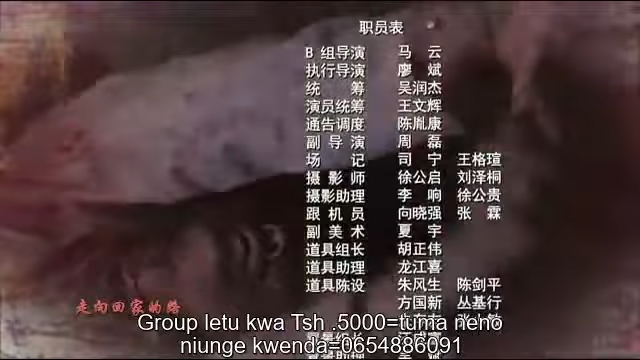 职员表
B 组导演 马 云
执行导演 廖 斌
统 筹 吴润杰
演员统筹 王文辉
通告调度 陈胤康
副 导 演 周 磊
场 记 司 宁 王格瑄
摄 影 师 徐公启 刘泽桐
摄影助理 李 响 徐公贵
跟 机 员 向晓强 张 霖
副 美 术 夏 宇
道具组长 胡正伟
道具助理 龙江喜
道具陈设 朱风生 陈剑平
方国新 丛基行
走向回家的路
Group letu kwa Tsh .5000=tuma neno
niunge kwenda=0654886091